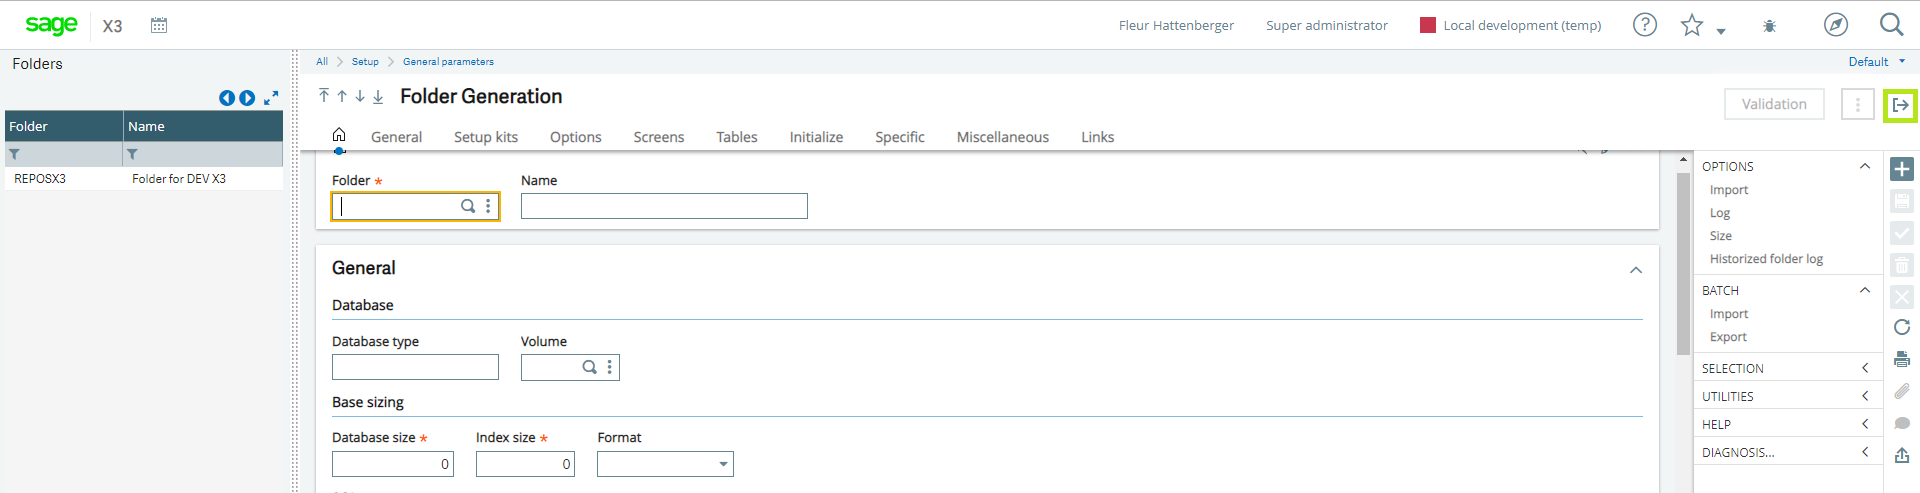 sage X3 Fleur Hattenberger Super administrator Local development (temp)
Folders
All Setup General parameters Default
Folder Generation
Validation
General Setup kits Options Screens Tables Initialize Specific Miscellaneous Links
Folder Name
REPOSX3 Folder for DEV X3
Folder * Name
General
Database
Database type Volume
Base sizing
Database size * Index size * Format
0 0
OPTIONS
Import
Log
Size
Historized folder log
BATCH
Import
Export
SELECTION
UTILITIES
HELP
DIAGNOSIS...